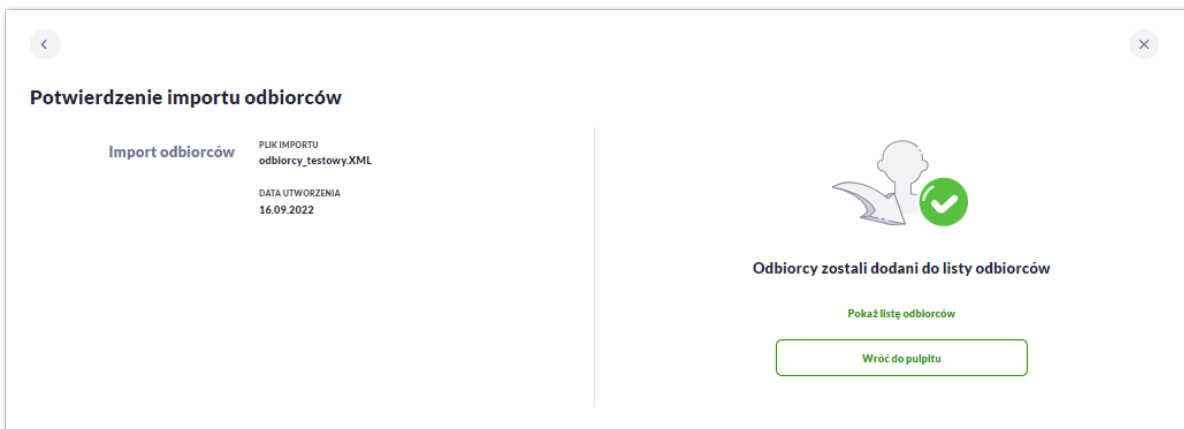 Potwierdzenie importu odbiorców
Import odbiorców
PLIK IMPORTU
odbiorcy_testowy.XML
DATA UTWORZENIA
16.09.2022
Odbiorcy zostali dodani do listy odbiorców
Pokaż listę odbiorców
Wróć do pulpitu